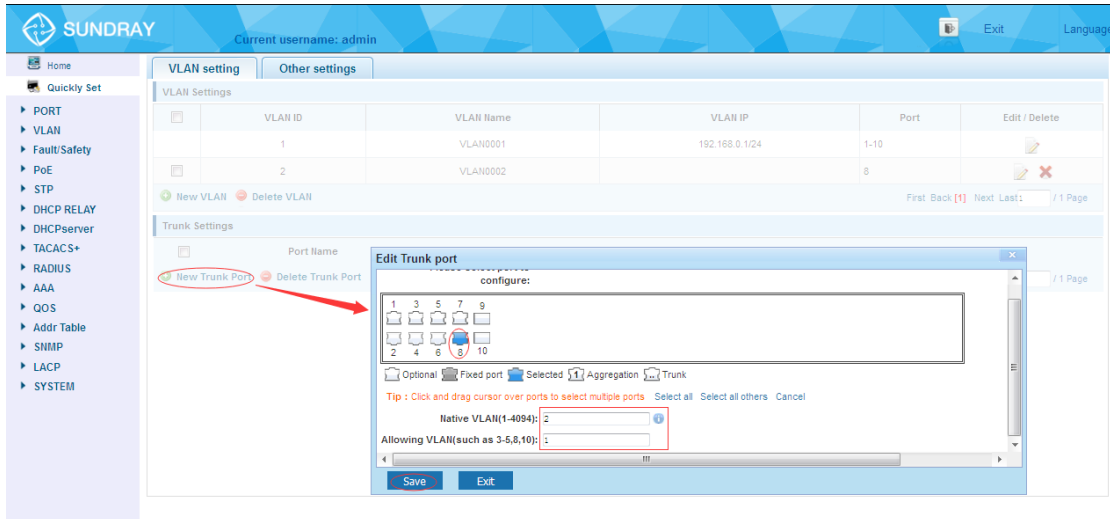 SUNDRAY
Current username: admin
Exit
Language
Home
Quickly Set
PORT
VLAN
Fault/Safety
PoE
STP
DHCP RELAY
DHCPserver
TACACS+
RADIUS
AAA
QOS
Addr Table
SNMP
LACP
SYSTEM
VLAN setting Other settings
VLAN Settings
VLAN ID VLAN Name VLAN IP Port Edit / Delete
1 VLAN0001 192.168.0.1/24 1-10
2 VLAN0002 8
New VLAN Delete VLAN First Back [1] Next Last: / 1 Page
Trunk Settings
Port Name
New Trunk Port Delete Trunk Port / 1 Page
Edit Trunk port
Please select port to
configure:
1 3 5 7 9
2 4 6 8 10
Optional Fixed port Selected 1 Aggregation ... Trunk
Tip : Click and drag cursor over ports to select multiple ports Select all Select all others Cancel
Native VLAN(1-4094): 2
Allowing VLAN(such as 3-5,8,10): 1
Save Exit